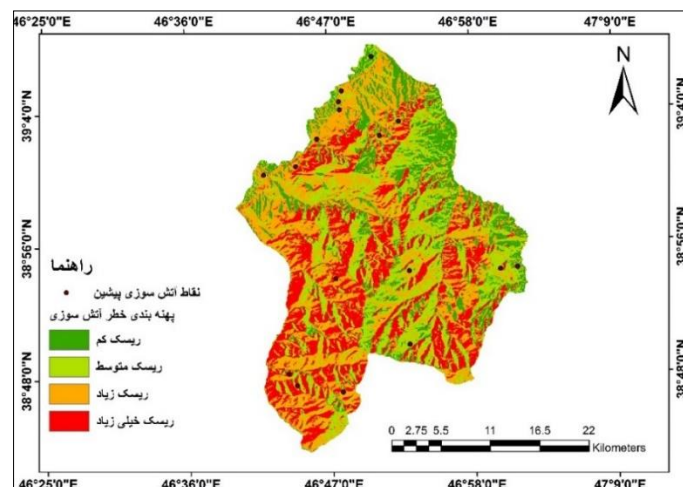 46°25'0"E 46°36'0"E 46°47'0"E 46°58'0"E 47°9'0"E
N
39°4'0"N 39°4'0"N
38°56'0"N 38°56'0"N
راهنما
نقاط آتش سوزی پیشین
پهنه بندی خطر آتش سوزی
ریسک کم
ریسک متوسط
ریسک زیاد
ریسک خیلی زیاد
38°48'0"N 38°48'0"N
0 2.75 5.5 11 16.5 22
Kilometers
46°25'0"E 46°36'0"E 46°47'0"E 46°58'0"E 47°9'0"E